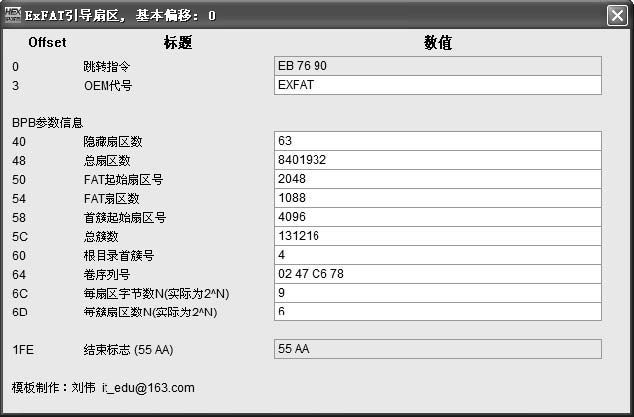 ExFAT引导扇区, 基本偏移: 0
Offset 标题 数值
0 跳转指令 EB 76 90
3 OEM代号 EXFAT
BPB参数信息
40 隐藏扇区数 63
48 总扇区数 8401932
50 FAT起始扇区号 2048
54 FAT扇区数 1088
58 首簇起始扇区号 4096
5C 总簇数 131216
60 根目录首簇号 4
64 卷序列号 02 47 C6 78
6C 每扇区字节数N(实际为2^N) 9
6D 每簇扇区数N(实际为2^N) 6
1FE 结束标志 (55 AA) 55 AA
模板制作：刘伟 it_edu@163.com